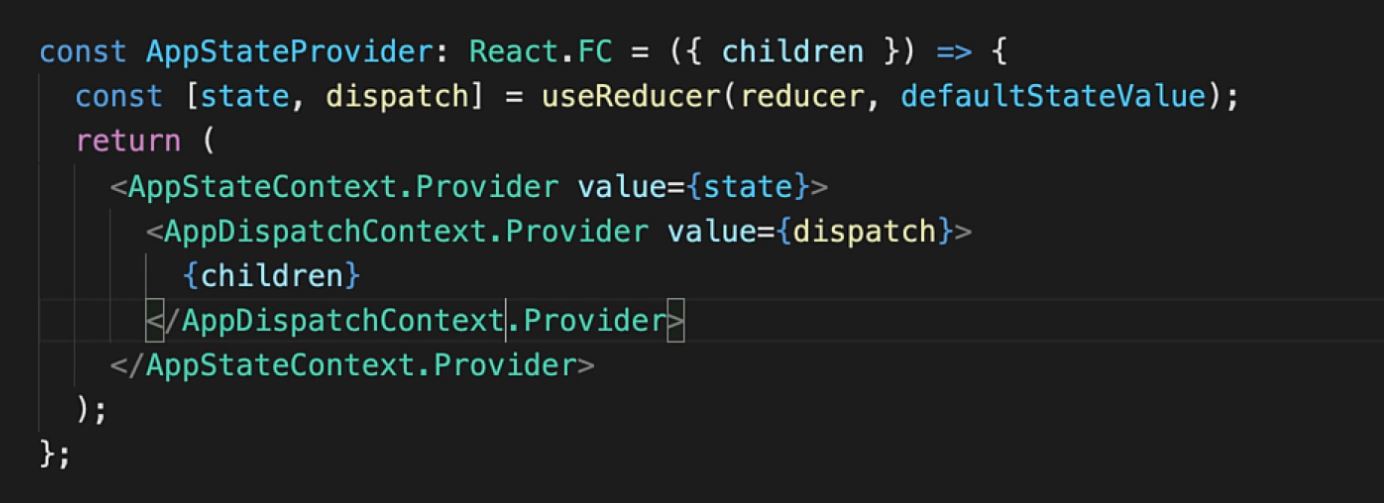 const AppStateProvider: React.FC = ({ children }) => {
  const [state, dispatch] = useReducer(reducer, defaultStateValue);
  return (
    <AppStateContext.Provider value={state}>
      <AppDispatchContext.Provider value={dispatch}>
        {children}
      </AppDispatchContext.Provider>
    </AppStateContext.Provider>
  );
};